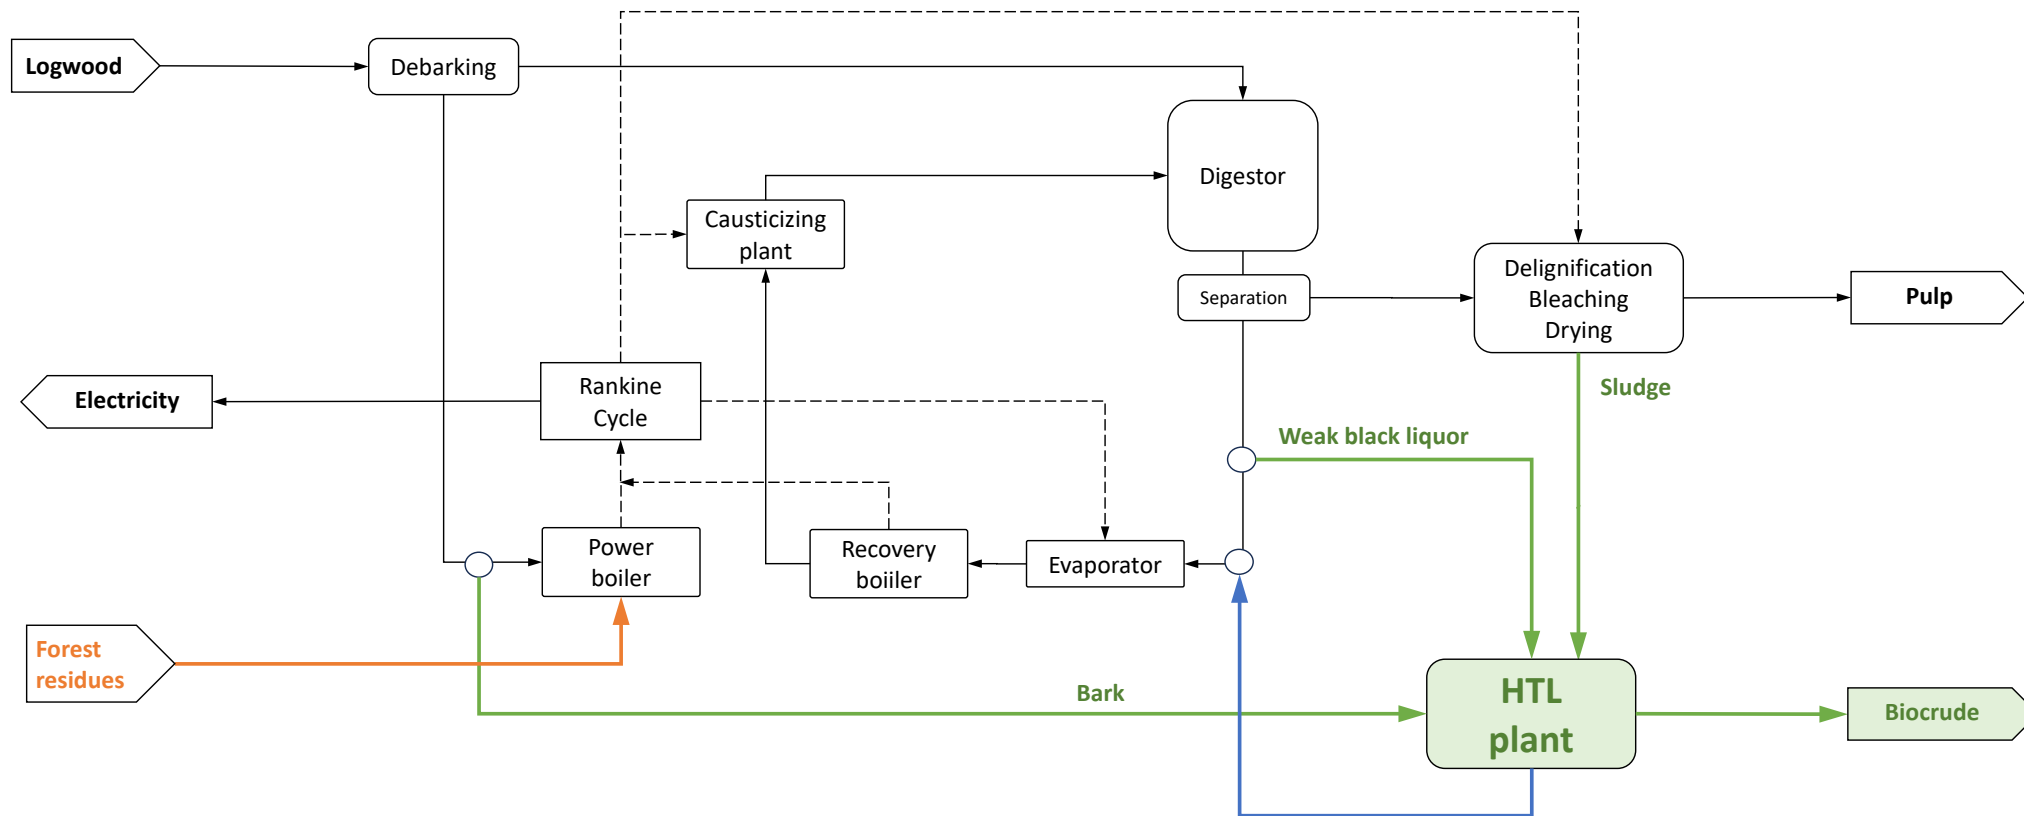 Logwood
Debarking
Digestor
Causticizing
plant
Separation
Delignification
Bleaching
Drying
Pulp
Electricity
Rankine
Cycle
Sludge
Weak black liquor
Power
boiler
Recovery
boiiler
Evaporator
Forest
residues
Bark
HTL
plant
Biocrude